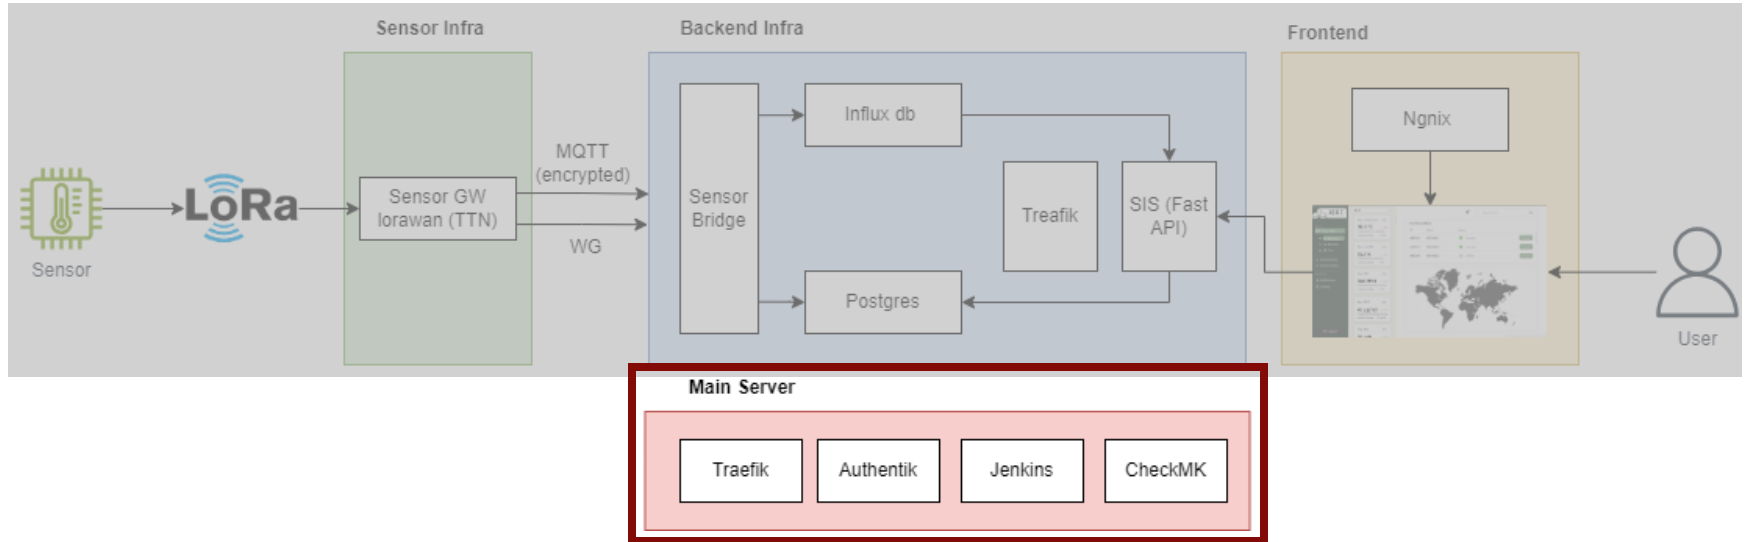 Sensor Infra
Backend Infra
Frontend
Sensor
LoRa
Sensor GW
lorawan (TTN)
MQTT
(encrypted)
WG
Sensor
Bridge
Influx db
Treafik
SIS (Fast
API)
Postgres
Ngnix
User
Main Server
Traefik
Authentik
Jenkins
CheckMK